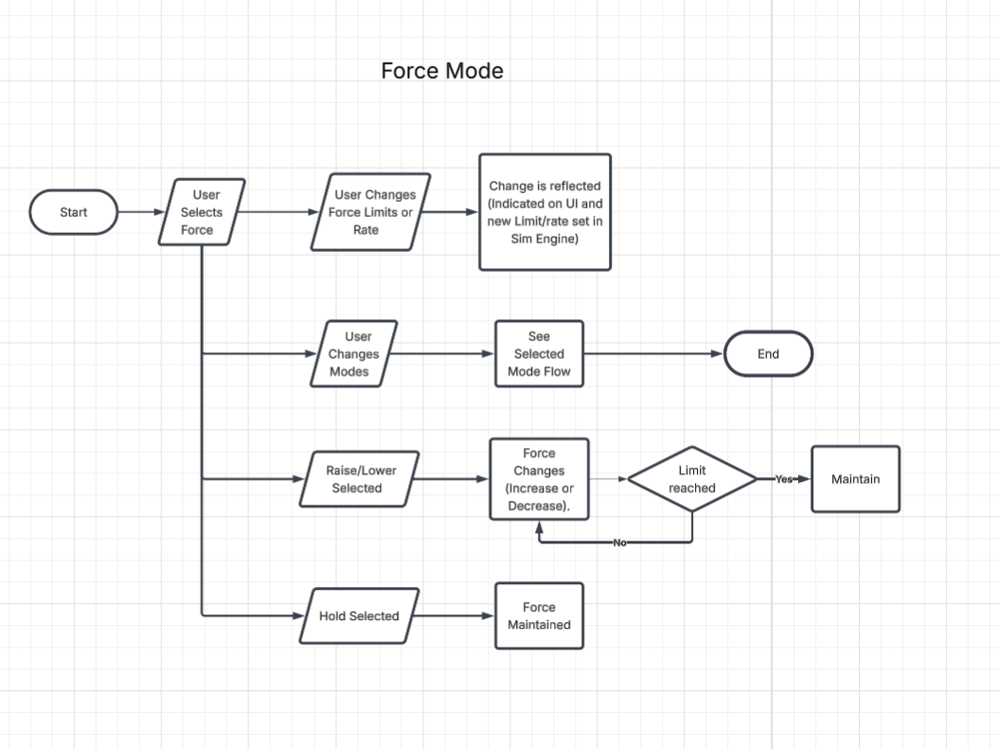 Force Mode
Start
User
Selects
Force
User Changes
Force Limits or
Rate
Change is reflected
(Indicated on UI and
new Limit/rate set in
Sim Engine)
User
Changes
Modes
See
Selected
Mode Flow
End
Raise/Lower
Selected
Force
Changes
(Increase or
Decrease).
Limit
reached
Yes
Maintain
No
Hold Selected
Force
Maintained